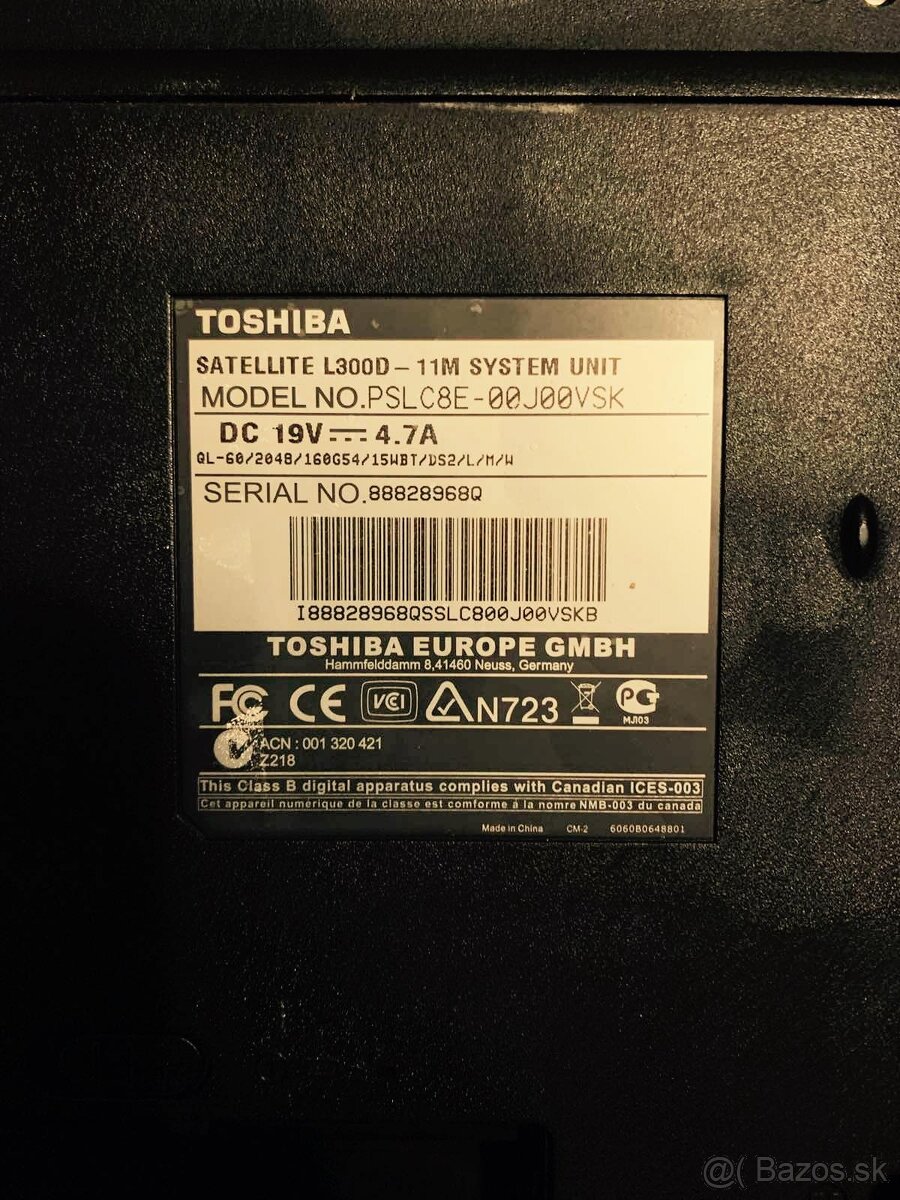 TOSHIBA
SATELLITE L300D-11M SYSTEM UNIT
MODEL NO.PSLC8E-00J00VSK
DC 19V⎓4.7A
QL-60/2048/160G54/15WBT/DS2/L/M/W
SERIAL NO.88828968Q
I88828968QSSLC800J00VSKB
TOSHIBA EUROPE GMBH
Hammfelddamm 8,41460 Neuss, Germany
FC CE VCI N723 PG
МЛ03
ACN : 001 320 421
Z218
This Class B digital apparatus complies with Canadian ICES-003
Cet appareil numérique de la classe est conforme à la nomre NMB-003 du canada
Made in China CM-2 6060B0648801
@( Bazos.sk